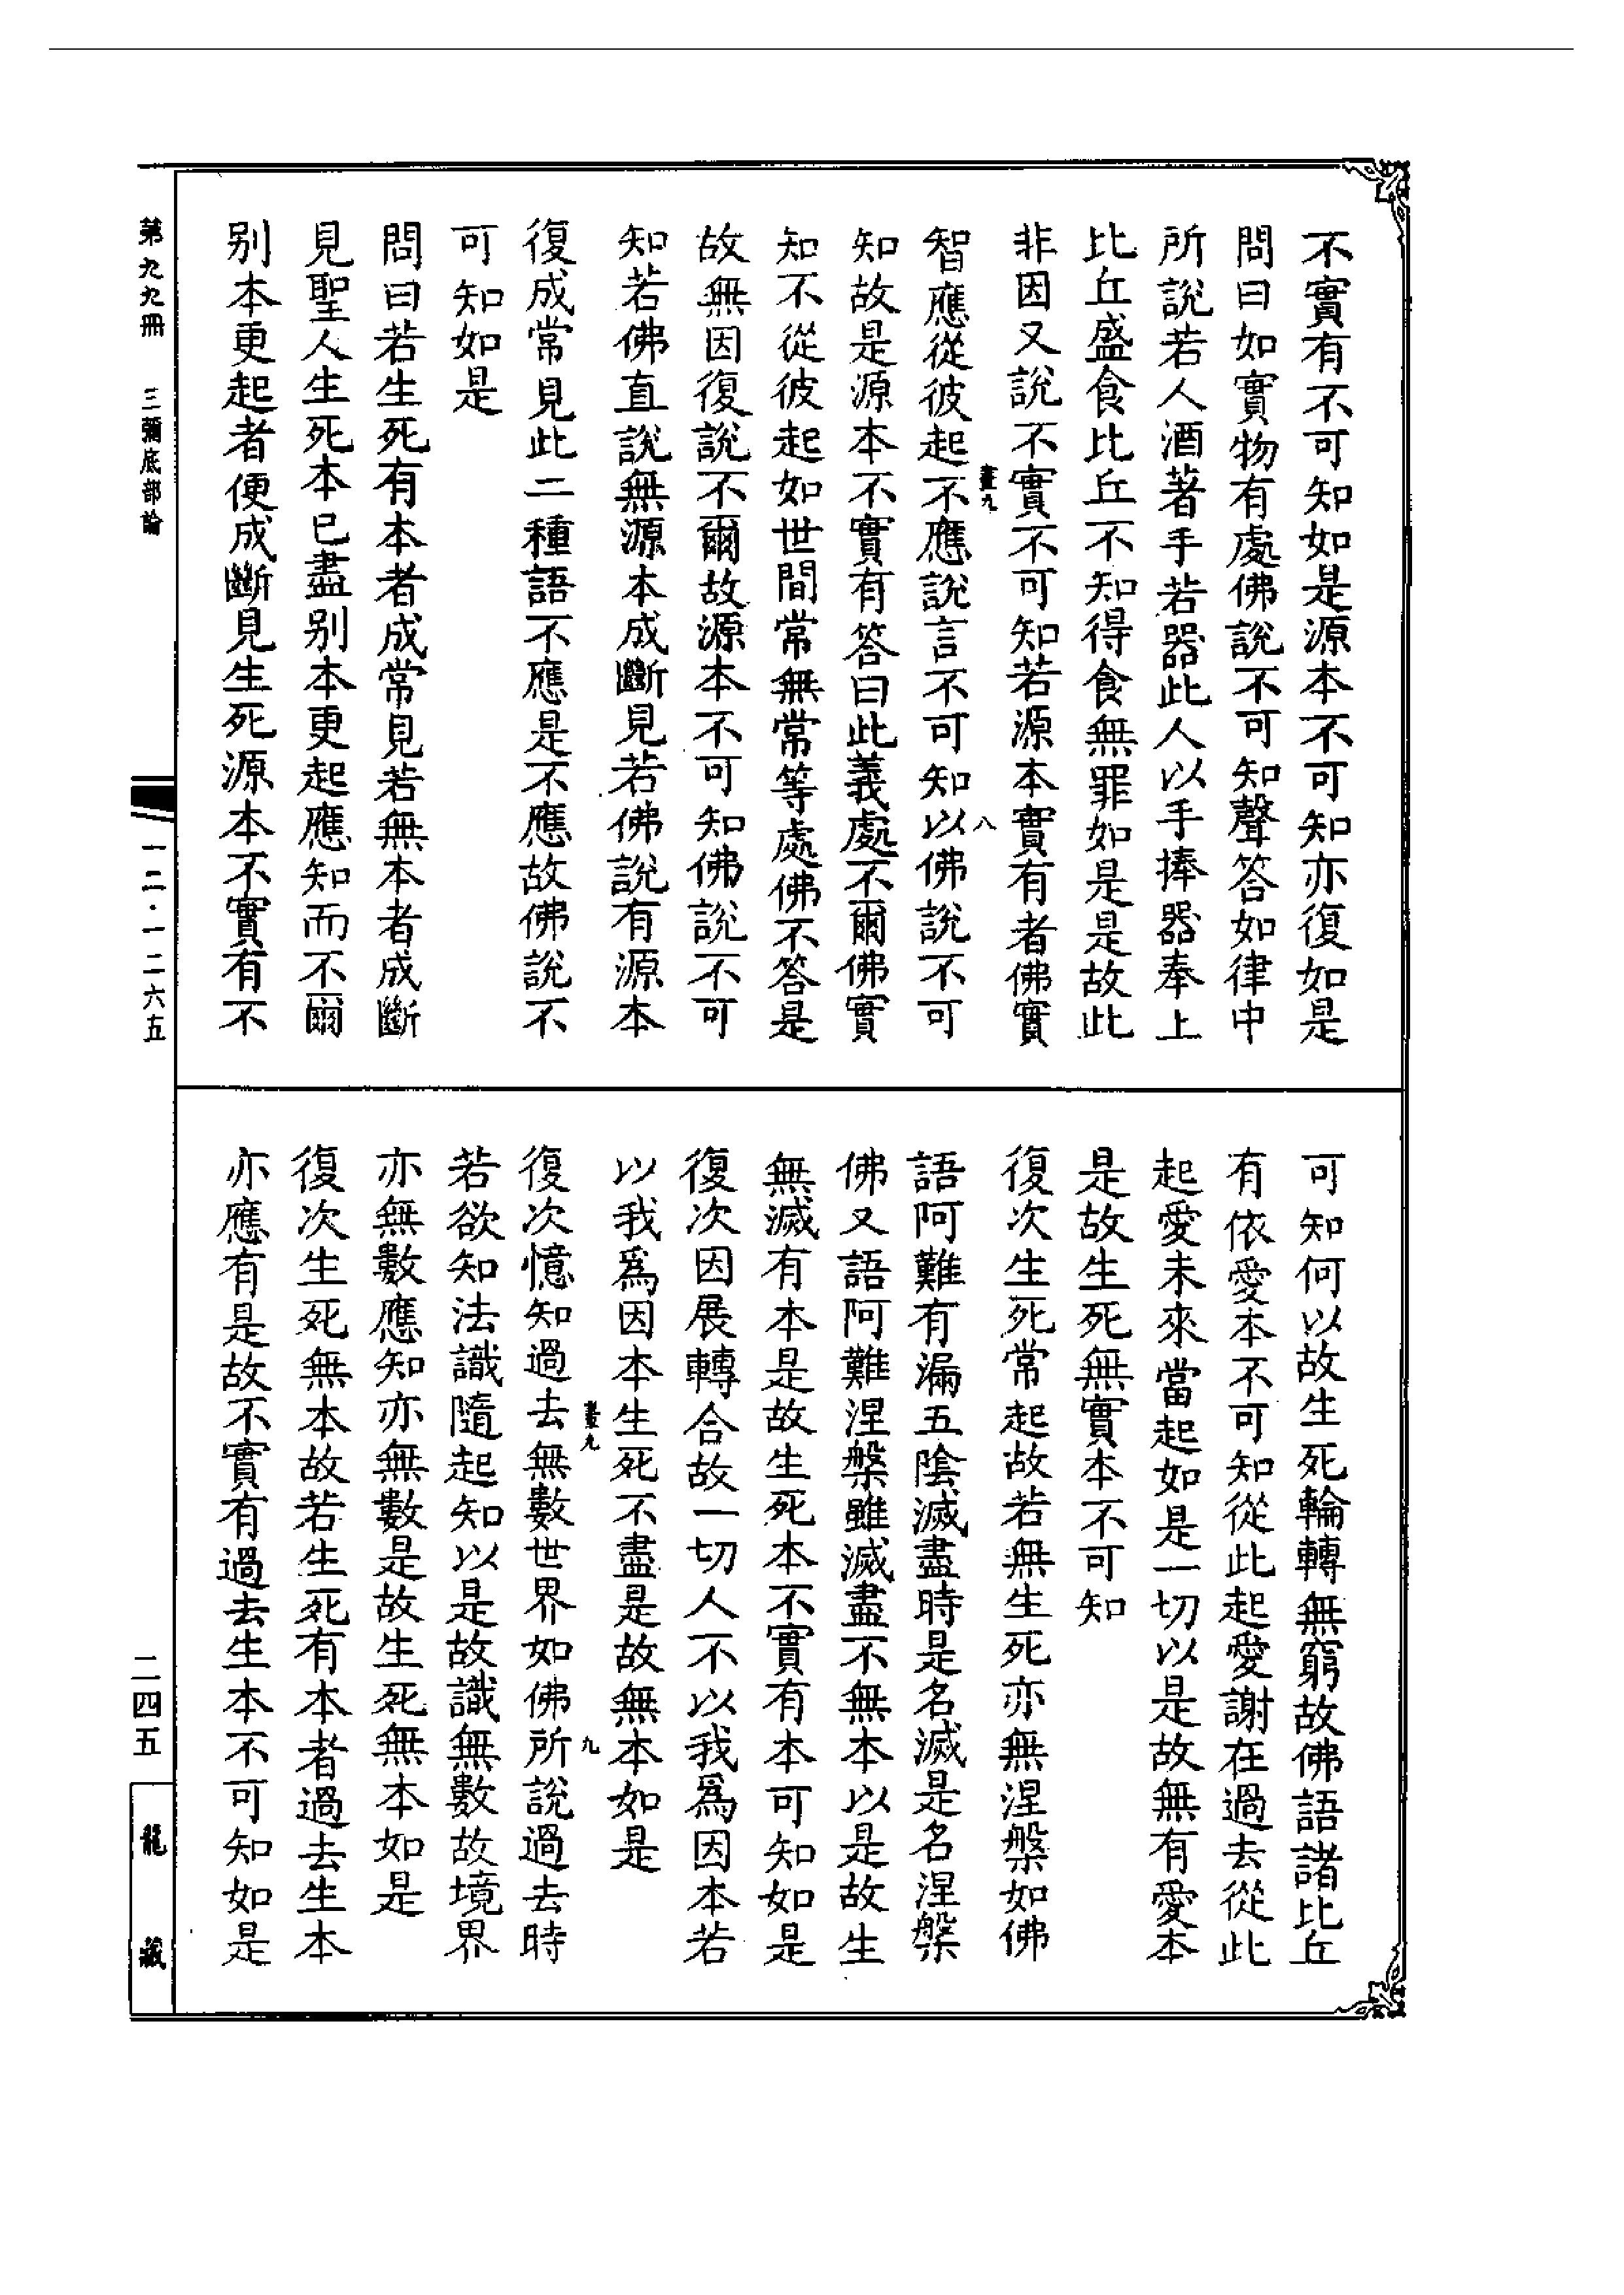 不實有不可知如是源本不可知亦復如是
問曰如實物有處佛說不可知聲答如律中
所說若人酒著手若器此人以手捧器奉上
比丘盛食比丘不知得食無罪如是是故此
非因又說不實不可知若源本實有者佛實
智應從彼起不應說言不可知以佛說不可
畫九
八
知故是源本不實有答曰此義處不爾佛實
知不從彼起如世間常無常等處佛不答是
故無因復說不爾故源本不可知佛說不可
知若佛直說無源本成斷見若佛說有源本
復成常見此二種語不應是不應故佛說不
可知如是
問曰若生死有本者成常見若無本者成斷
見聖人生死本已盡别本更起應知而不爾
别本更起者便成斷見生死源本不實有不
可知何以故生死輪轉無窮故佛語諸比丘
有依愛本不可知從此起愛謝在過去從此
起愛未來當起如是一切以是故無有愛本
是故生死無實本不可知
復次生死常起故若無生死亦無涅槃如佛
語阿難有漏五陰滅盡時是名滅是名涅槃
佛又語阿難涅槃雖滅盡不無本以是故生
無滅有本是故生死本不實有本可知如是
復次因展轉合故一切人不以我爲因本若
以我爲因本生死不盡是故無本如是
畫九
九
復次憶知過去無數世界如佛所說過去時
若欲知法識隨起知以是故識無數故境界
亦無數應知亦無數是故生死無本如是
復次生死無本故若生死有本者過去生本
亦應有是故不實有過去生本不可知如是
第九九冊 三彌底部論
一二·一二六五
二四五
龍藏